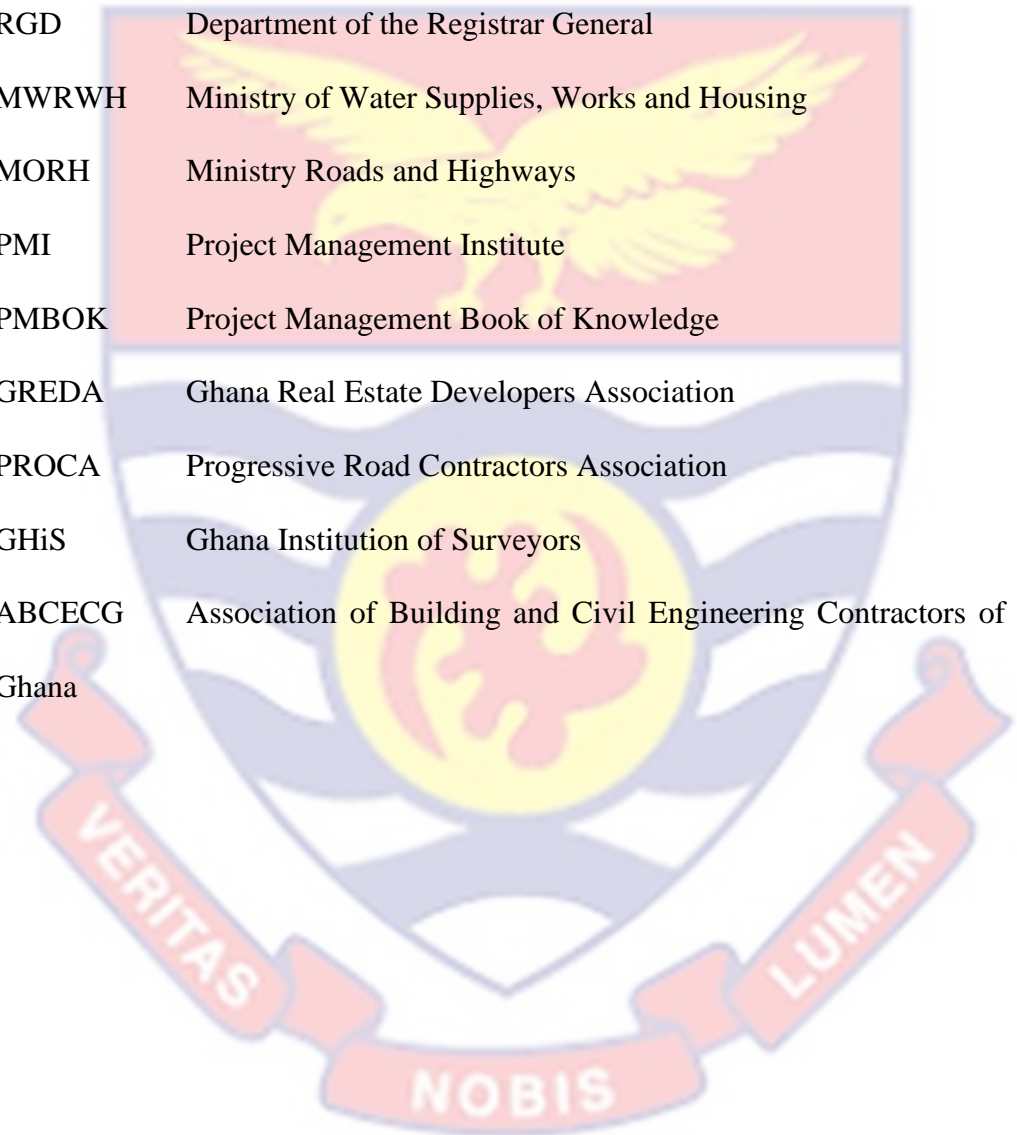 RGD Department of the Registrar General
MWRWH Ministry of Water Supplies, Works and Housing
MORH Ministry Roads and Highways
PMI Project Management Institute
PMBOK Project Management Book of Knowledge
GREDA Ghana Real Estate Developers Association
PROCA Progressive Road Contractors Association
GHiS Ghana Institution of Surveyors
ABCECG Association of Building and Civil Engineering Contractors of
Ghana
VERITAS
NOBIS
LUMEN